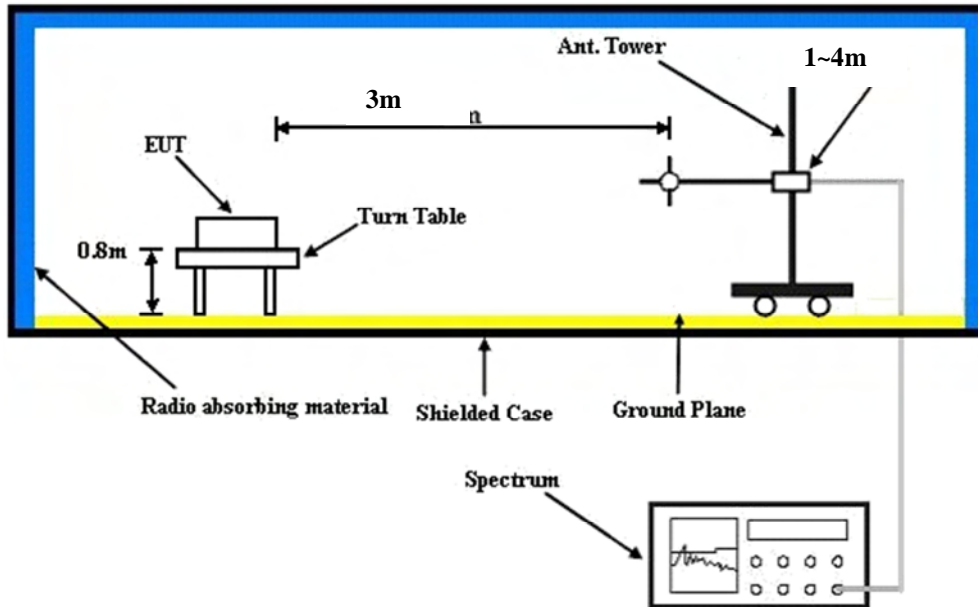 Ant. Tower
1~4m
3m
n
EUT
Turn Table
0.8m
Radio absorbing material
Shielded Case
Ground Plane
Spectrum